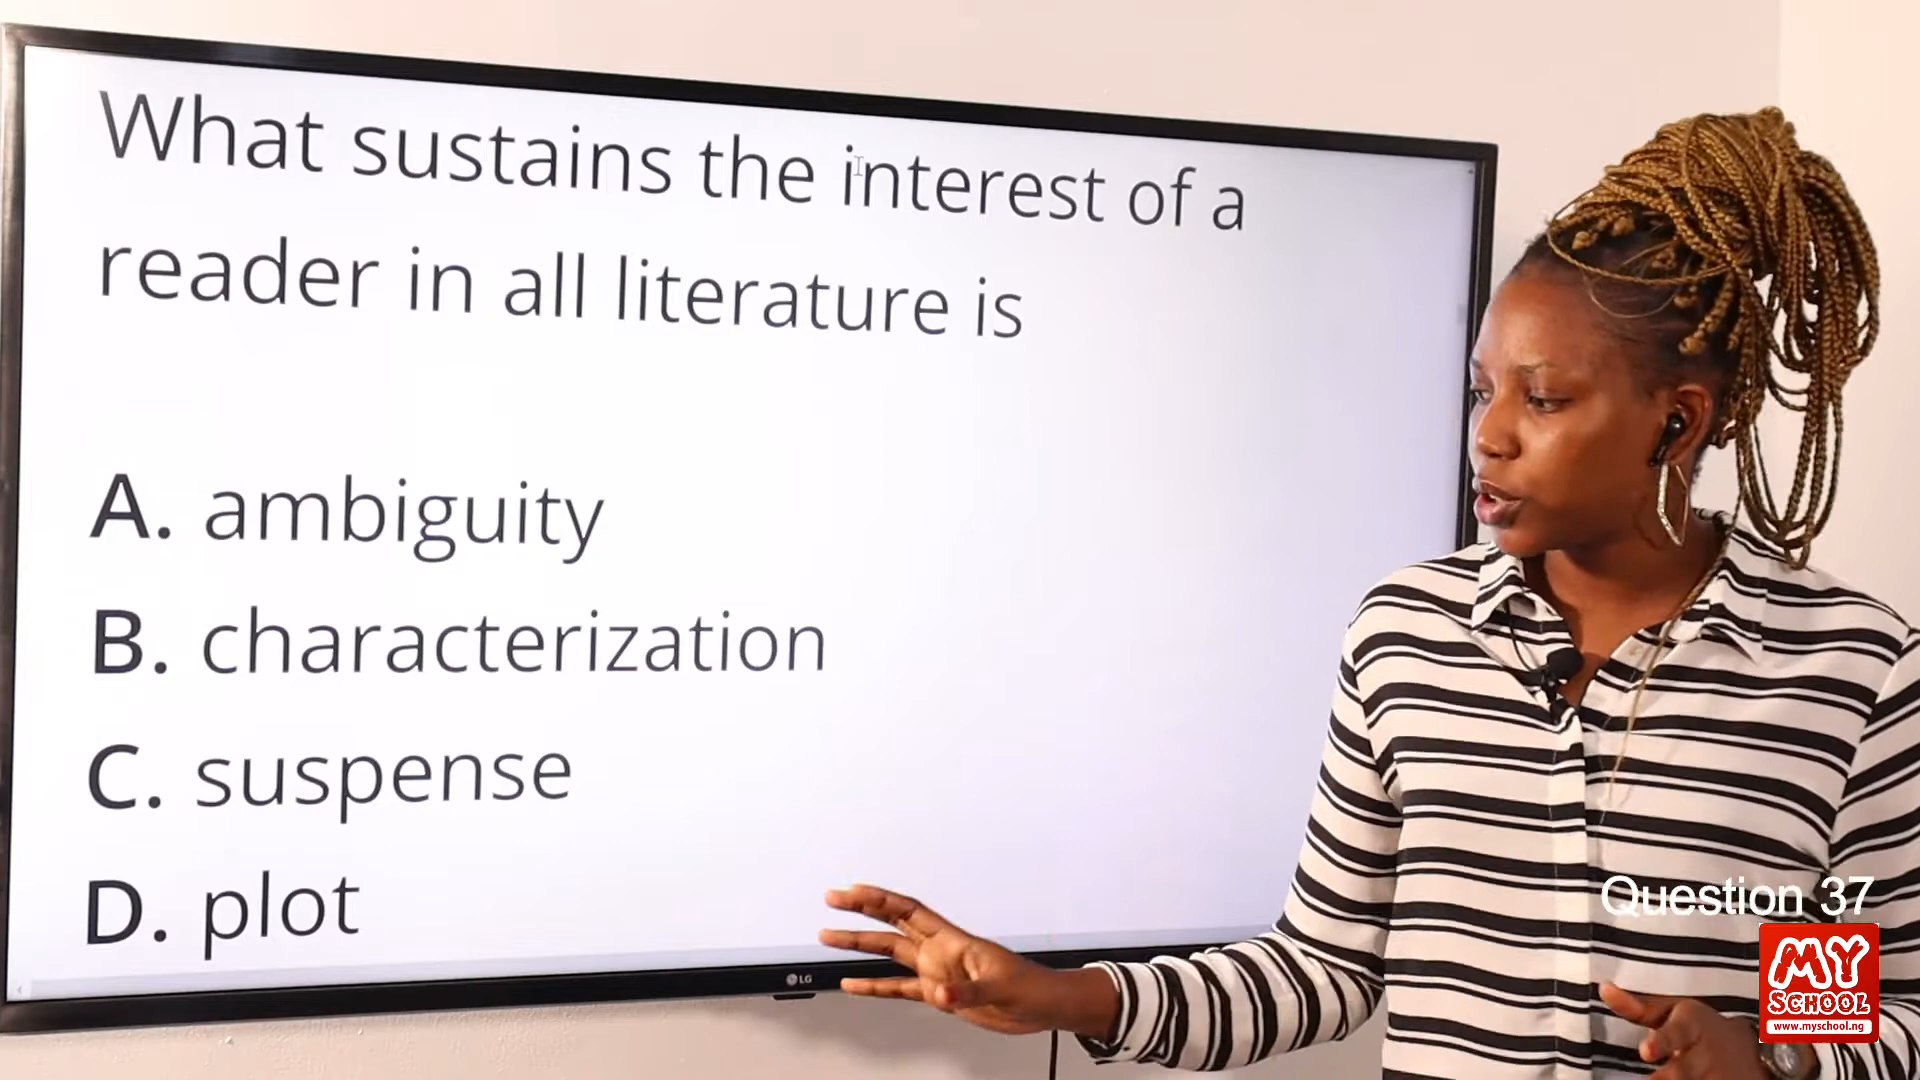 What sustains the interest of a
reader in all literature is
A. ambiguity
B. characterization
C. suspense
D. plot
LG
Question 37
MY
SCHOOL
www.myschool.ng